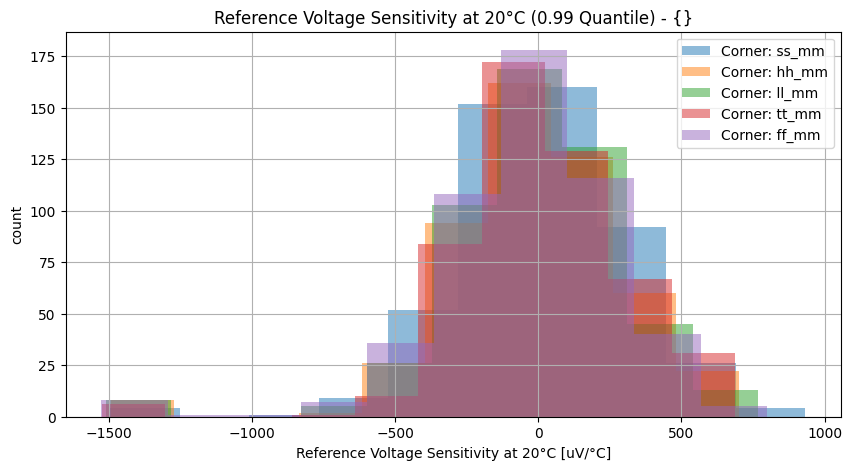 Reference Voltage Sensitivity at 20°C (0.99 Quantile) - {}
Corner: ss_mm
Corner: hh_mm
Corner: ll_mm
Corner: tt_mm
Corner: ff_mm
175
150
125
100
75
50
25
0
count
−1500
−1000
−500
0
500
1000
Reference Voltage Sensitivity at 20°C [uV/°C]